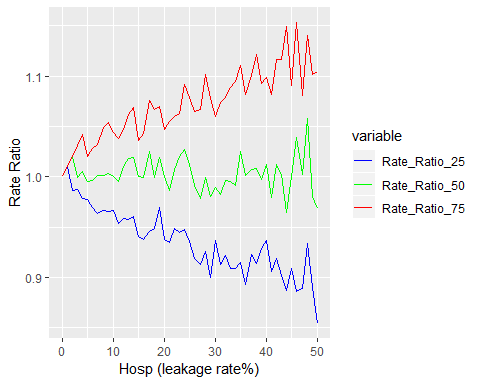 1.1
1.0
0.9
Rate Ratio
0
10
20
30
40
50
Hosp (leakage rate%)
variable
Rate_Ratio_25
Rate_Ratio_50
Rate_Ratio_75